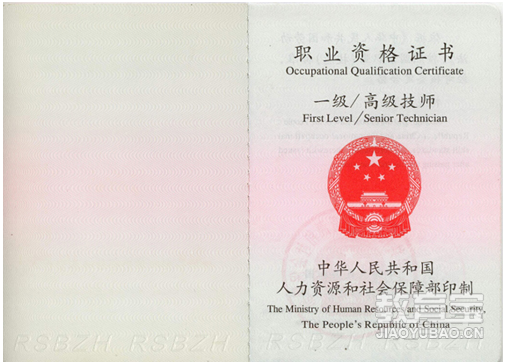 职业资格证书
Occupational Qualification Certificate
一级/高级技师
First Level/Senior Technician
中华人民共和国
人力资源和社会保障部印制
The Ministry of Human Resources and Social Security,
The People's Republic of China
RSBZH RSBZH
教宝
JIAOYUBAO.CN